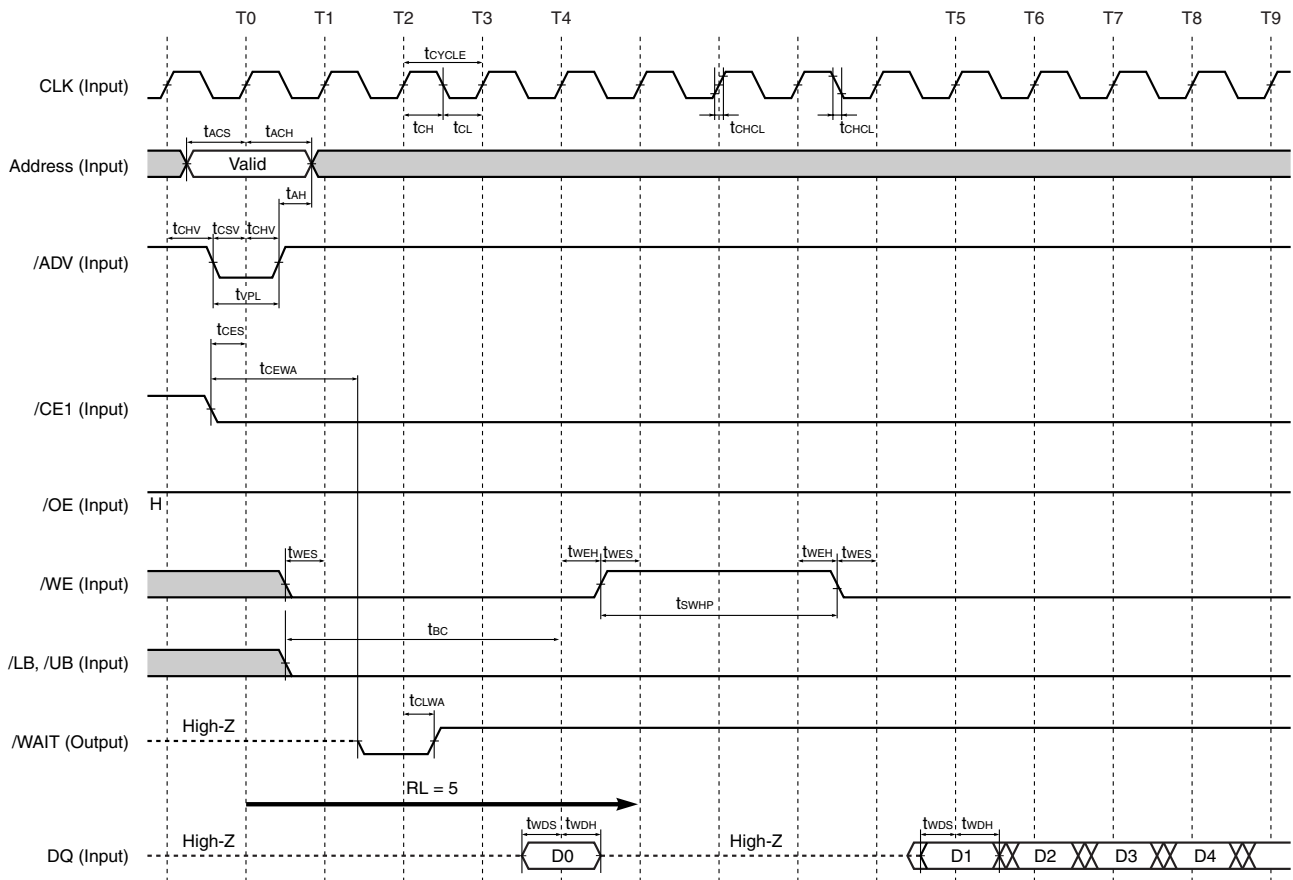 T0 T1 T2 T3 T4 T5 T6 T7 T8 T9
tCYCLE
CLK (Input)
tCH tCL tCHCL tCHCL
tACS tACH
Address (Input) Valid
tAH
tCHV tCSV tCHV
/ADV (Input)
tVPL
tCES
tCEWA
/CE1 (Input)
/OE (Input) H
tWES tWEH tWES tWEH tWES
/WE (Input)
tSWHP
tBC
/LB, /UB (Input)
tCLWA
High-Z
/WAIT (Output)
RL = 5
High-Z tWDS tWDH High-Z tWDS tWDH
DQ (Input) D0 D1 D2 D3 D4